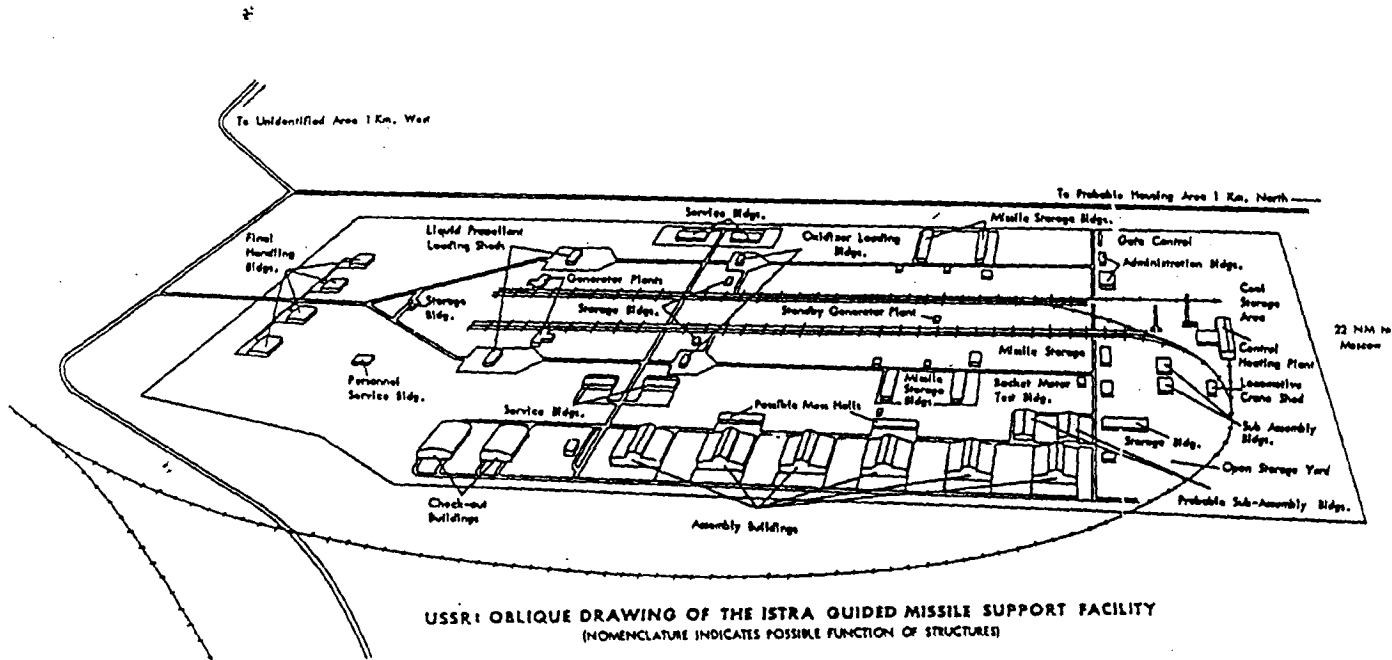 To Unidentified Area 1 Km. West
To Probable Housing Area 1 Km. North
Service Bldgs.
Missile Storage Bldgs.
Liquid Propellant
Loading Sheds
Oxidizer Loading
Bldgs.
Gate Control
Administration Bldgs.
Final
Handling
Bldgs.
Generator Plants
Storage
Bldg.
Storage Bldgs.
Standby Generator Plant
Coal
Storage
Area
22 NM to
Moscow
Missile Storage
Control
Heating Plant
Personnel
Service Bldg.
Missile
Storage
Bldgs.
Rocket Motor
Test Bldg.
Locomotive
Crane Shed
Service Bldgs.
Possible Mess Halls
Sub Assembly
Bldgs.
Storage Bldg.
Open Storage Yard
Check-out
Buildings
Assembly Buildings
Probable Sub-Assembly Bldgs.
USSR: OBLIQUE DRAWING OF THE ISTRA GUIDED MISSILE SUPPORT FACILITY
(NOMENCLATURE INDICATES POSSIBLE FUNCTION OF STRUCTURES)